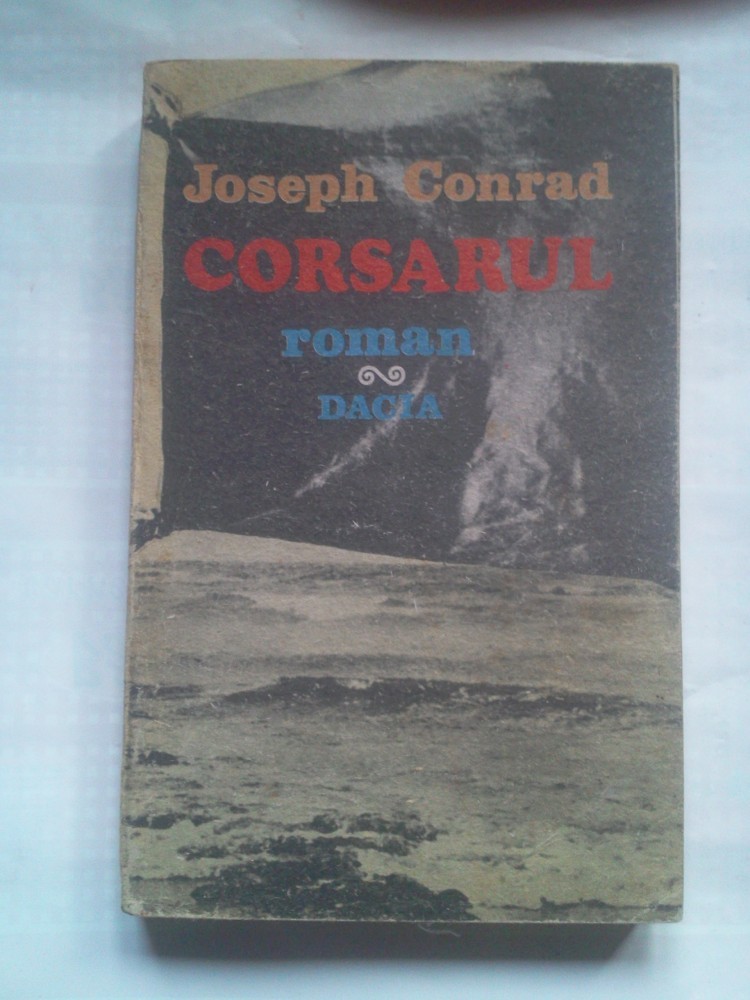 Joseph Conrad
CORSARUL
roman
DACIA